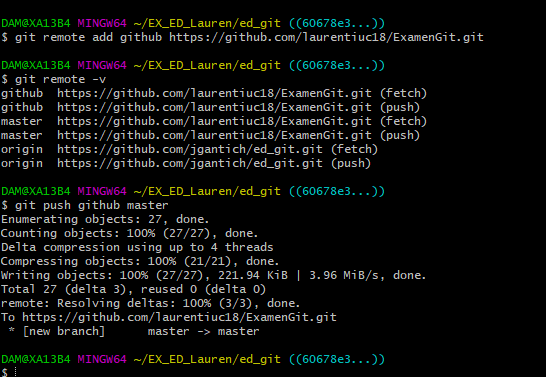 DAM@XA13B4 MINGW64 ~/EX_ED_Lauren/ed_git ((60678e3...))
$ git remote add github https://github.com/laurentiuc18/ExamenGit.git
DAM@XA13B4 MINGW64 ~/EX_ED_Lauren/ed_git ((60678e3...))
$ git remote -v
github  https://github.com/laurentiuc18/ExamenGit.git (fetch)
github  https://github.com/laurentiuc18/ExamenGit.git (push)
master  https://github.com/laurentiuc18/ExamenGit.git (fetch)
master  https://github.com/laurentiuc18/ExamenGit.git (push)
origin  https://github.com/jgantich/ed_git.git (fetch)
origin  https://github.com/jgantich/ed_git.git (push)
DAM@XA13B4 MINGW64 ~/EX_ED_Lauren/ed_git ((60678e3...))
$ git push github master
Enumerating objects: 27, done.
Counting objects: 100% (27/27), done.
Delta compression using up to 4 threads
Compressing objects: 100% (21/21), done.
Writing objects: 100% (27/27), 221.94 KiB | 3.96 MiB/s, done.
Total 27 (delta 3), reused 0 (delta 0)
remote: Resolving deltas: 100% (3/3), done.
To https://github.com/laurentiuc18/ExamenGit.git
 * [new branch]      master -> master
DAM@XA13B4 MINGW64 ~/EX_ED_Lauren/ed_git ((60678e3...))
$